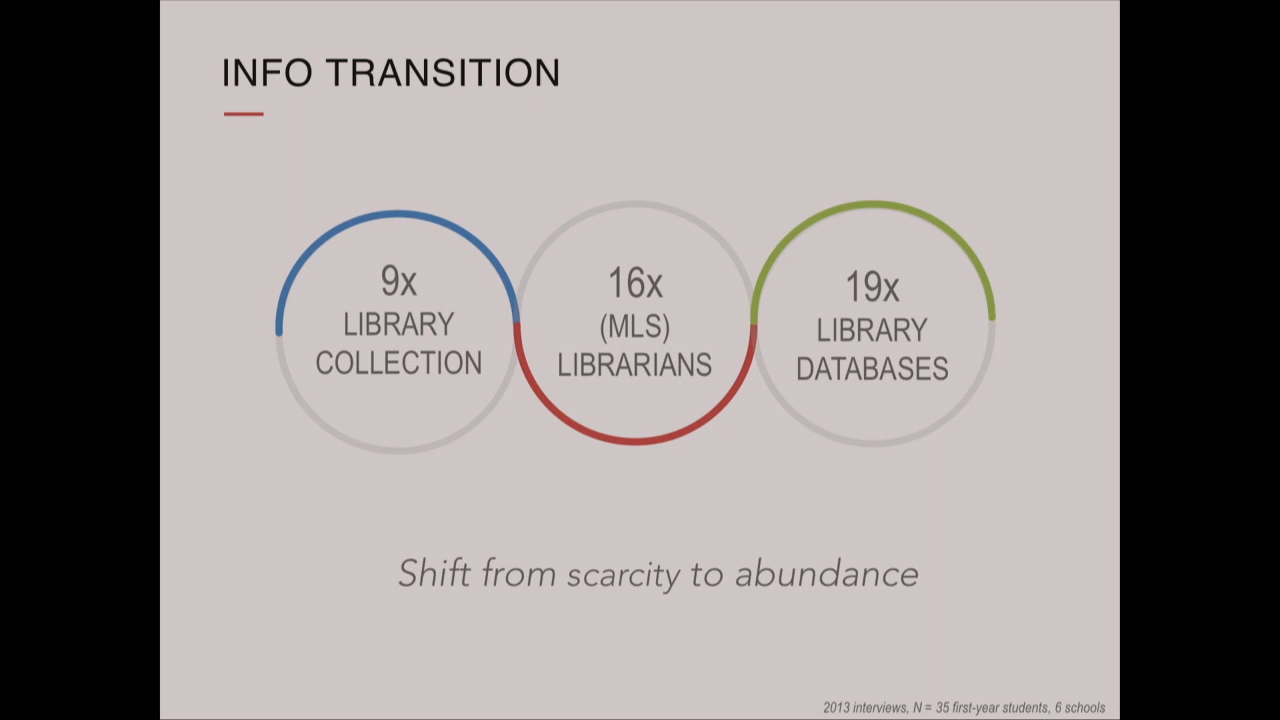 INFO TRANSITION
9x
LIBRARY
COLLECTION
16x
(MLS)
LIBRARIANS
19x
LIBRARY
DATABASES
Shift from scarcity to abundance
2013 interviews, N = 35 first-year students, 6 schools